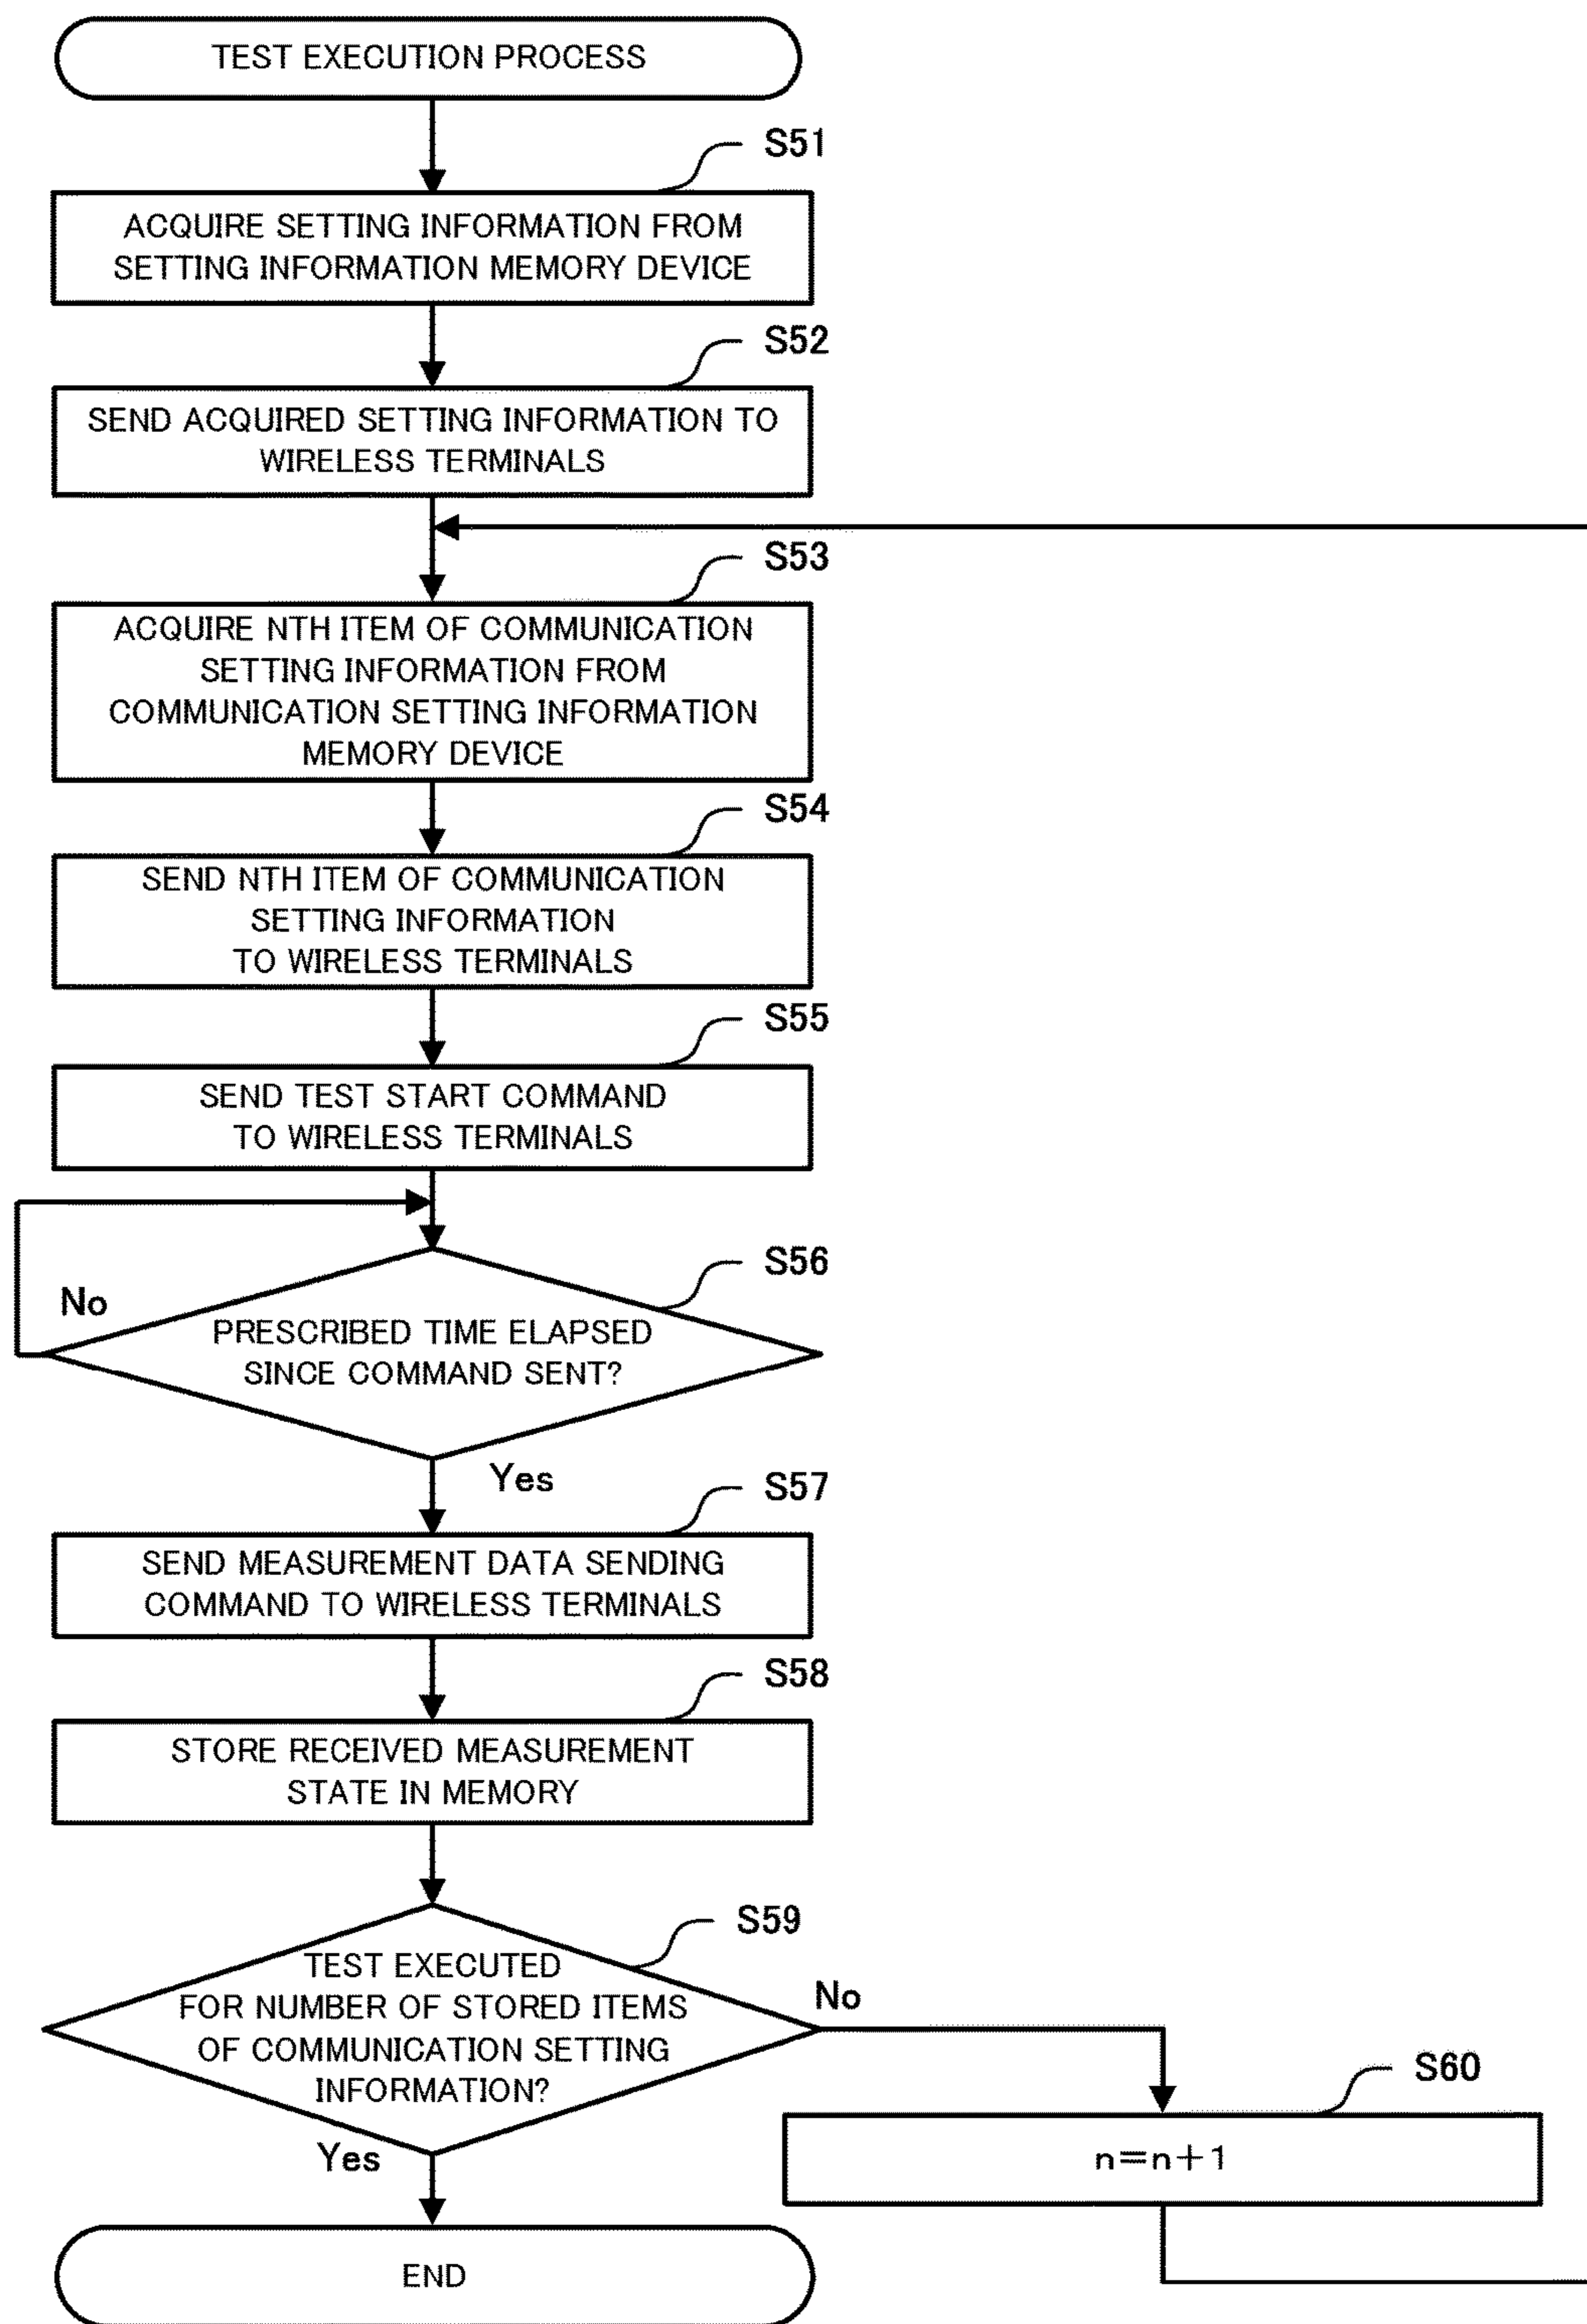 TEST EXECUTION PROCESS
S51
ACQUIRE SETTING INFORMATION FROM
SETTING INFORMATION MEMORY DEVICE
S52
SEND ACQUIRED SETTING INFORMATION TO
WIRELESS TERMINALS
S53
ACQUIRE NTH ITEM OF COMMUNICATION
SETTING INFORMATION FROM
COMMUNICATION SETTING INFORMATION
MEMORY DEVICE
S54
SEND NTH ITEM OF COMMUNICATION
SETTING INFORMATION
TO WIRELESS TERMINALS
S55
SEND TEST START COMMAND
TO WIRELESS TERMINALS
S56
No
PRESCRIBED TIME ELAPSED
SINCE COMMAND SENT?
Yes
S57
SEND MEASUREMENT DATA SENDING
COMMAND TO WIRELESS TERMINALS
S58
STORE RECEIVED MEASUREMENT
STATE IN MEMORY
S59
TEST EXECUTED
FOR NUMBER OF STORED ITEMS
OF COMMUNICATION SETTING
INFORMATION?
No
S60
n=n+1
Yes
END